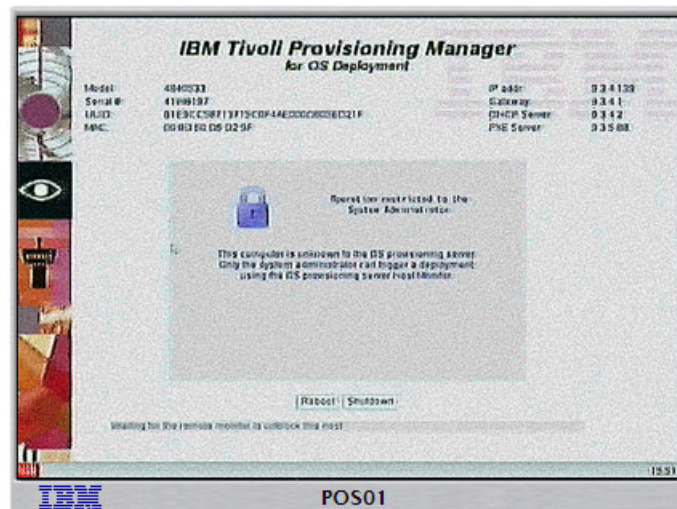 IBM Tivoli Provisioning Manager
for OS Deployment
Model: 4840533
Serial #:
UUID:
MAC:
IP addr:
Gateway:
DHCP Server:
PXE Server:
Operation restricted to the
System Administrator.
This computer is unknown to the OS provisioning server.
Only the system administrator can trigger a deployment
using the OS provisioning server Host Monitor.
Reboot Shutdown
Waiting for the remote monitor to unblock this host
IBM
POS01